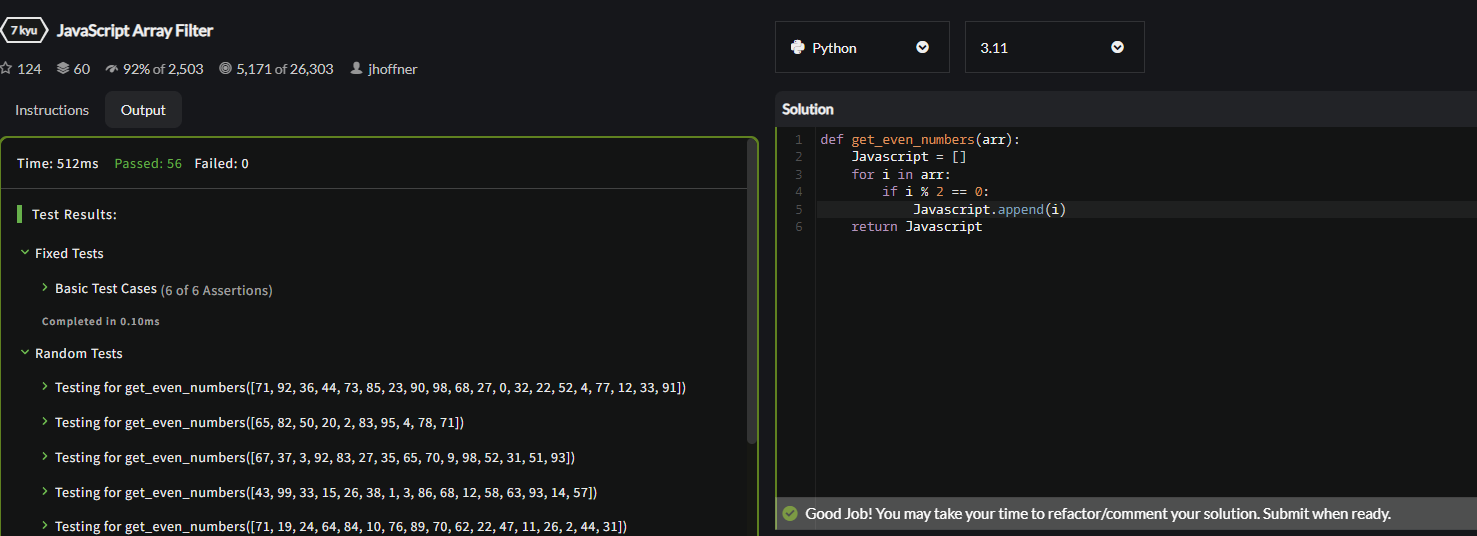 7 kyu JavaScript Array Filter
124 60 92% of 2,503 5,171 of 26,303 jhoffner
Instructions Output
Time: 512ms Passed: 56 Failed: 0
Test Results:
Fixed Tests
Basic Test Cases (6 of 6 Assertions)
Completed in 0.10ms
Random Tests
Testing for get_even_numbers([71, 92, 36, 44, 73, 85, 23, 90, 98, 68, 27, 0, 32, 22, 52, 4, 77, 12, 33, 91])
Testing for get_even_numbers([65, 82, 50, 20, 2, 83, 95, 4, 78, 71])
Testing for get_even_numbers([67, 37, 3, 92, 83, 27, 35, 65, 70, 9, 98, 52, 31, 51, 93])
Testing for get_even_numbers([43, 99, 33, 15, 26, 38, 1, 3, 86, 68, 12, 58, 63, 93, 14, 57])
Testing for get_even_numbers([71, 19, 24, 64, 84, 10, 76, 89, 70, 62, 22, 47, 11, 26, 2, 44, 31])
Python 3.11
Solution
1 def get_even_numbers(arr):
2     Javascript = []
3     for i in arr:
4         if i % 2 == 0:
5             Javascript.append(i)
6     return Javascript
Good Job! You may take your time to refactor/comment your solution. Submit when ready.